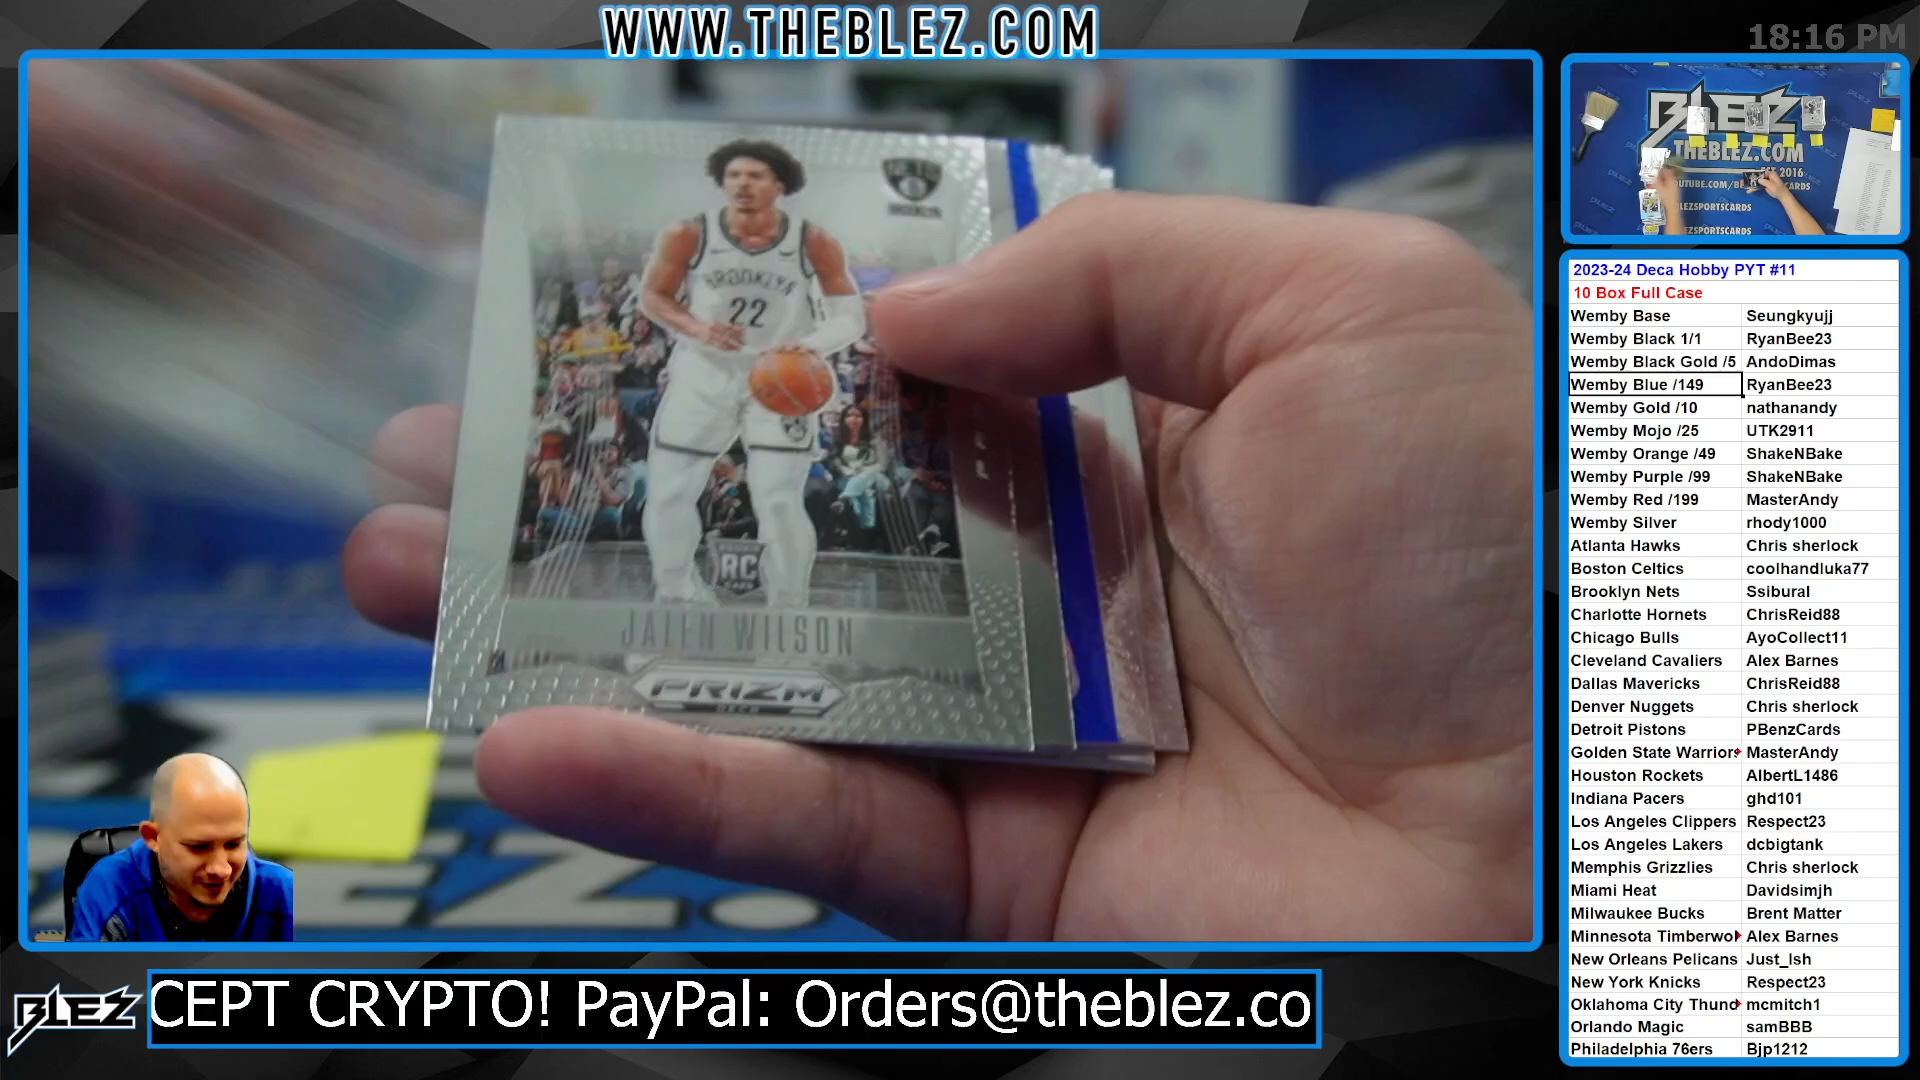 WWW.THEBLEZ.COM
18:16 PM
BROOKLYN
22
RC
JALEN WILSON
PRIZM
DECA
BLEZ
THEBLEZ.COM
EST 2016
2023-24 Deca Hobby PYT #11
10 Box Full Case
Wemby Base Seungkyujj
Wemby Black 1/1 RyanBee23
Wemby Black Gold /5 AndoDimas
Wemby Blue /149 RyanBee23
Wemby Gold /10 nathanandy
Wemby Mojo /25 UTK2911
Wemby Orange /49 ShakeNBake
Wemby Purple /99 ShakeNBake
Wemby Red /199 MasterAndy
Wemby Silver rhody1000
Atlanta Hawks Chris sherlock
Boston Celtics coolhandluka77
Brooklyn Nets Ssibural
Charlotte Hornets ChrisReid88
Chicago Bulls AyoCollect11
Cleveland Cavaliers Alex Barnes
Dallas Mavericks ChrisReid88
Denver Nuggets Chris sherlock
Detroit Pistons PBenzCards
Golden State Warriors MasterAndy
Houston Rockets AlbertL1486
Indiana Pacers ghd101
Los Angeles Clippers Respect23
Los Angeles Lakers dcbigtank
Memphis Grizzlies Chris sherlock
Miami Heat Davidsimjh
Milwaukee Bucks Brent Matter
Minnesota Timberwol Alex Barnes
New Orleans Pelicans Just_Ish
New York Knicks Respect23
Oklahoma City Thund mcmitch1
Orlando Magic samBBB
Philadelphia 76ers Bjp1212
BLEZ
CEPT CRYPTO! PayPal: Orders@theblez.co